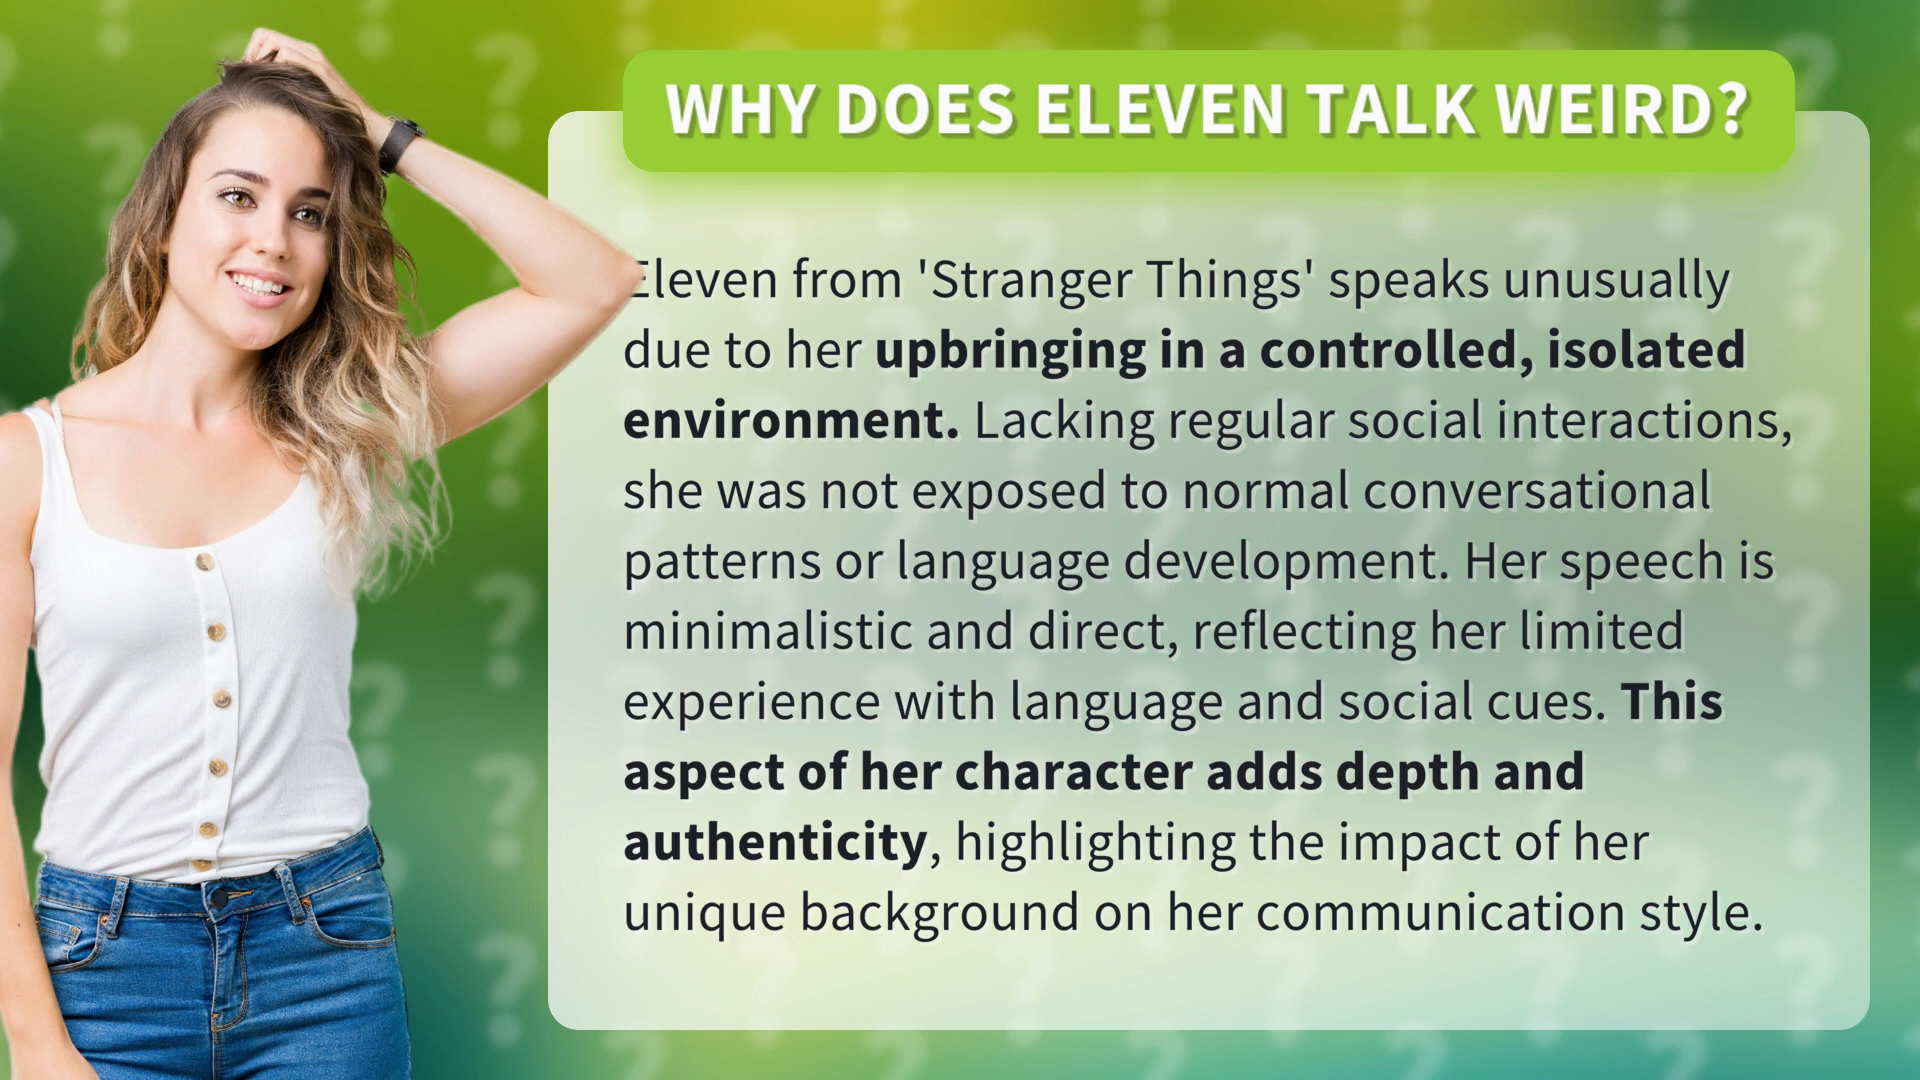 WHY DOES ELEVEN TALK WEIRD?
Eleven from 'Stranger Things' speaks unusually
due to her upbringing in a controlled, isolated
environment. Lacking regular social interactions,
she was not exposed to normal conversational
patterns or language development. Her speech is
minimalistic and direct, reflecting her limited
experience with language and social cues. This
aspect of her character adds depth and
authenticity, highlighting the impact of her
unique background on her communication style.